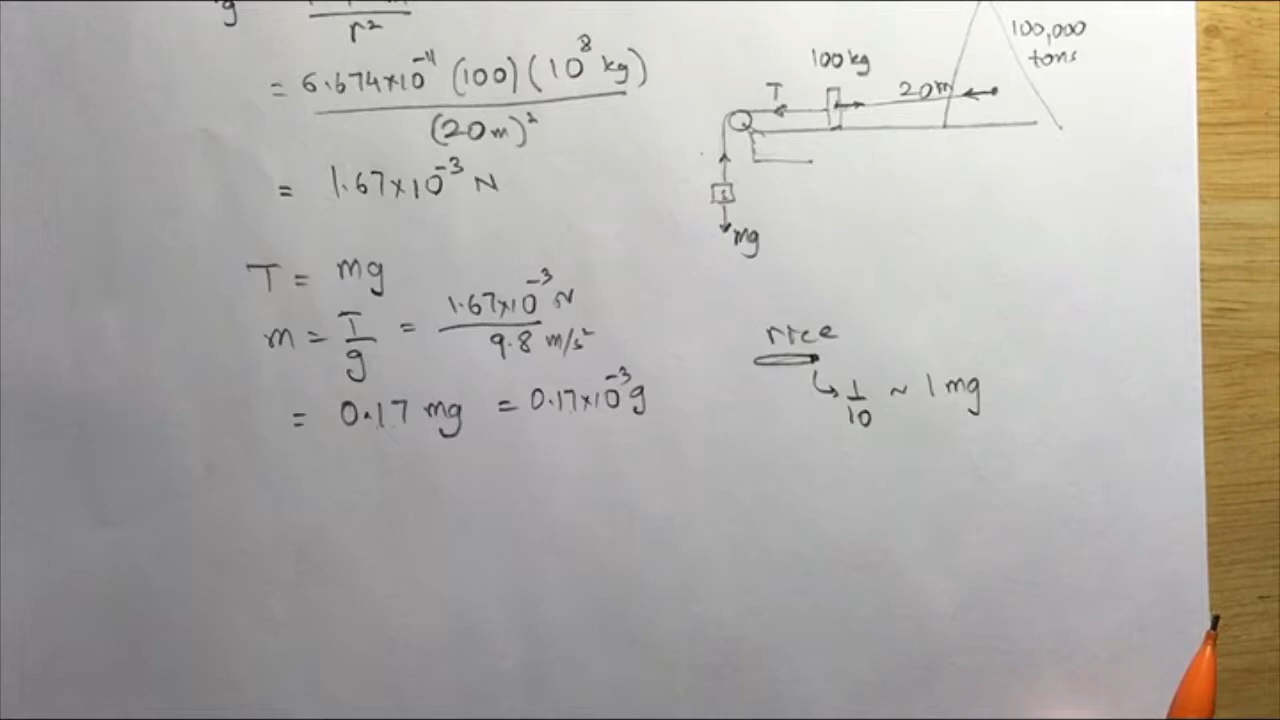 g
r²
= 6.674×10⁻¹¹ (100) (10⁸ kg)
(20m)²
= 1.67×10⁻³ N
T = mg
m = T/g = 1.67×10⁻³ N / 9.8 m/s²
= 0.17 mg = 0.17×10⁻³ g
100,000
tons
100kg
T
20m
mg
rice
1/10 ~ 1 mg